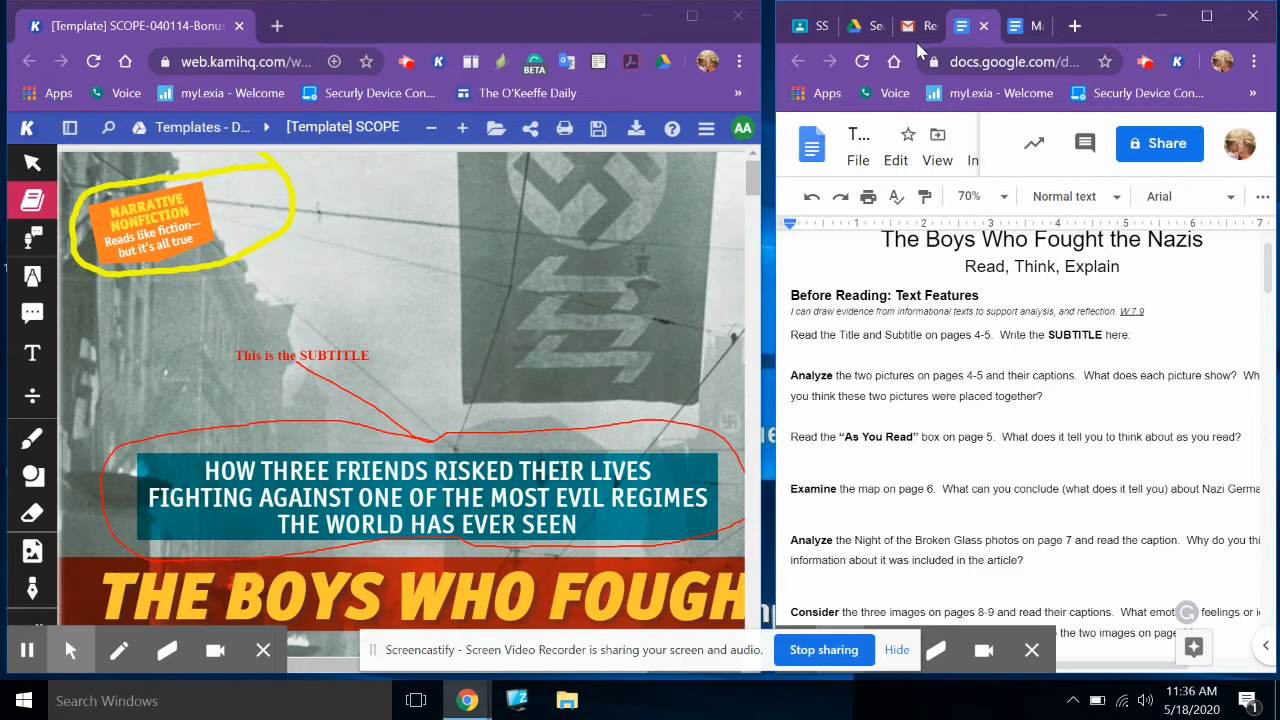 [Template] SCOPE-040114-Bonus
web.kamihq.com/w...
BETA
Apps
Voice
myLexia - Welcome
Securly Device Con...
The O'Keeffe Daily
»
K
Templates - D...
[Template] SCOPE
AA
NARRATIVE
NONFICTION
Reads like fiction—
but it's all true
This is the SUBTITLE
HOW THREE FRIENDS RISKED THEIR LIVES
FIGHTING AGAINST ONE OF THE MOST EVIL REGIMES
THE WORLD HAS EVER SEEN
THE BOYS WHO FOUGH
SS
Se
Re
Ma
docs.google.com/d...
Apps
Voice
myLexia - Welcome
Securly Device Con...
»
T...
File Edit View In
Share
70% Normal text Arial
1 2 3 4 5 6 7
The Boys Who Fought the Nazis
Read, Think, Explain
Before Reading: Text Features
I can draw evidence from informational texts to support analysis, and reflection. W.7.9
Read the Title and Subtitle on pages 4-5. Write the SUBTITLE here:
Analyze the two pictures on pages 4-5 and their captions. What does each picture show? Wh
you think these two pictures were placed together?
Read the “As You Read” box on page 5. What does it tell you to think about as you read?
Examine the map on page 6. What can you conclude (what does it tell you) about Nazi Germa
Analyze the Night of the Broken Glass photos on page 7 and read the caption. Why do you thi
information about it was included in the article?
Consider the three images on pages 8-9 and read their captions. What emot feelings or i
the two images on page
Screencastify - Screen Video Recorder is sharing your screen and audio.
Stop sharing
Hide
Search Windows
11:36 AM
5/18/2020
1